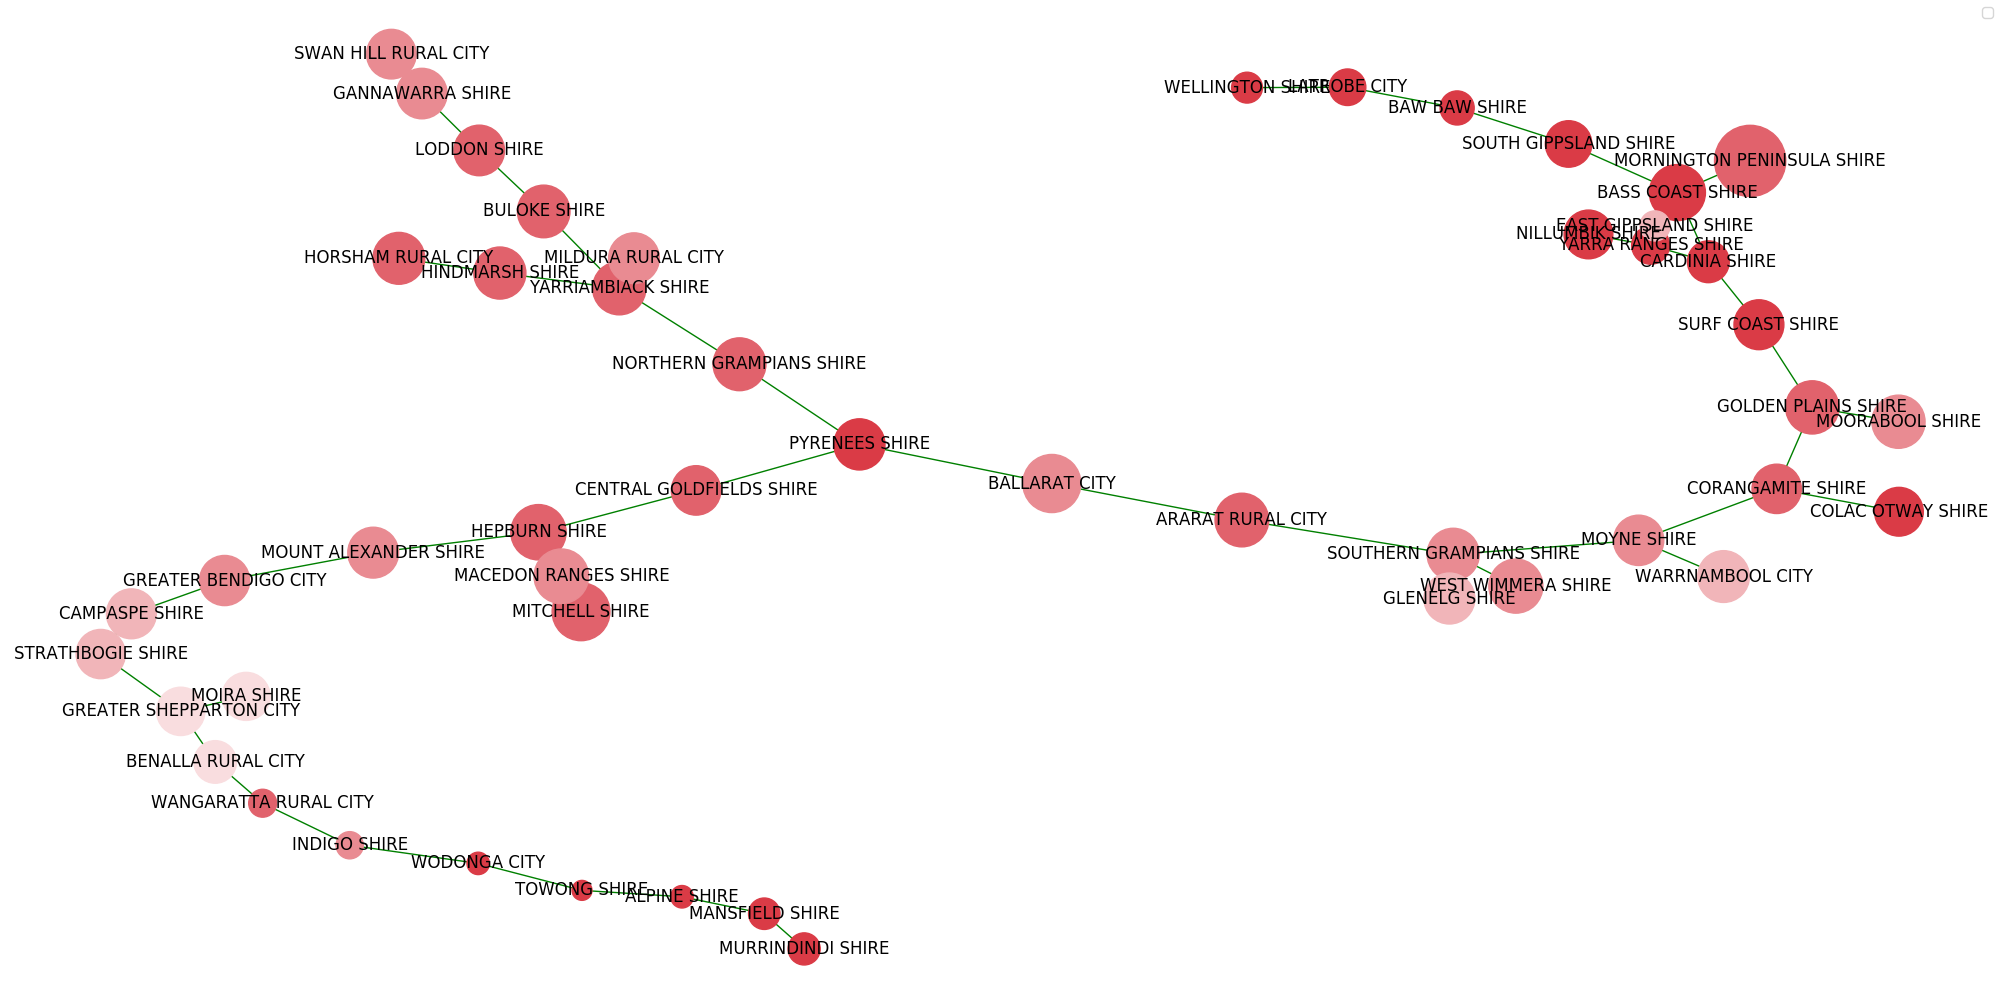 SWAN HILL RURAL CITY
GANNAWARRA SHIRE
LODDON SHIRE
BULOKE SHIRE
HORSHAM RURAL CITY
HINDMARSH SHIRE
MILDURA RURAL CITY
YARRIAMBIACK SHIRE
NORTHERN GRAMPIANS SHIRE
PYRENEES SHIRE
CENTRAL GOLDFIELDS SHIRE
HEPBURN SHIRE
MOUNT ALEXANDER SHIRE
MACEDON RANGES SHIRE
MITCHELL SHIRE
GREATER BENDIGO CITY
CAMPASPE SHIRE
STRATHBOGIE SHIRE
MOIRA SHIRE
GREATER SHEPPARTON CITY
BENALLA RURAL CITY
WANGARATTA RURAL CITY
INDIGO SHIRE
WODONGA CITY
TOWONG SHIRE
ALPINE SHIRE
MANSFIELD SHIRE
MURRINDINDI SHIRE
BALLARAT CITY
ARARAT RURAL CITY
SOUTHERN GRAMPIANS SHIRE
WEST WIMMERA SHIRE
GLENELG SHIRE
MOYNE SHIRE
WARRNAMBOOL CITY
CORANGAMITE SHIRE
COLAC OTWAY SHIRE
GOLDEN PLAINS SHIRE
MOORABOOL SHIRE
SURF COAST SHIRE
CARDINIA SHIRE
YARRA RANGES SHIRE
NILLUMBIK SHIRE
EAST GIPPSLAND SHIRE
BASS COAST SHIRE
MORNINGTON PENINSULA SHIRE
SOUTH GIPPSLAND SHIRE
BAW BAW SHIRE
LATROBE CITY
WELLINGTON SHIRE